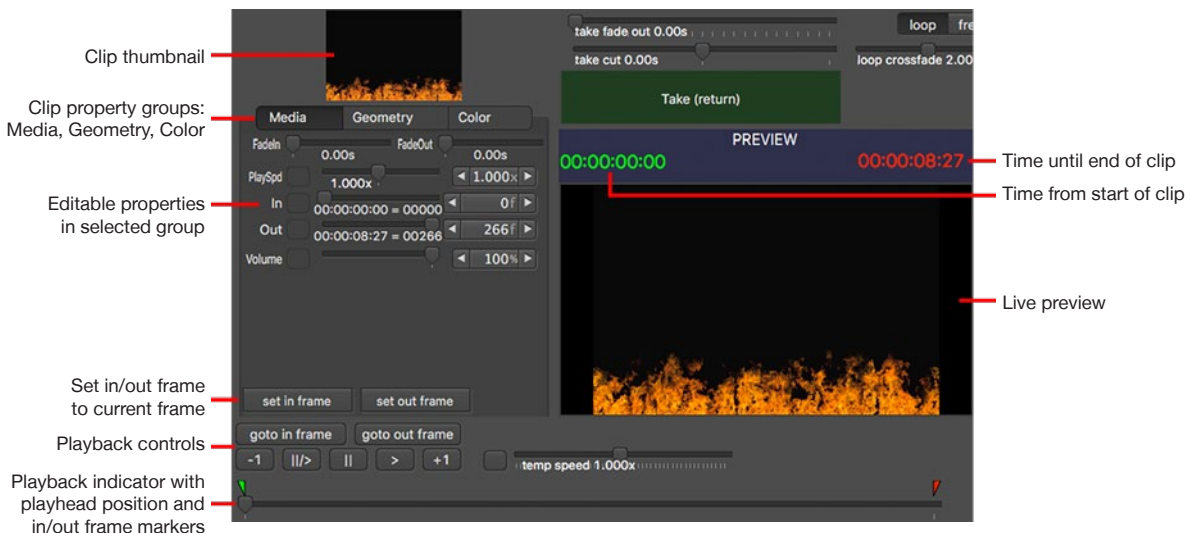 Clip thumbnail
Clip property groups:
Media, Geometry, Color
Editable properties
in selected group
Set in/out frame
to current frame
Playback controls
Playback indicator with
playhead position and
in/out frame markers
Media Geometry Color
FadeIn 0.00s FadeOut 0.00s
PlaySpd 1.000x 1.000x
In 00:00:00:00 = 00000 0f
Out 00:00:08:27 = 00266 266f
Volume 100%
set in frame set out frame
goto in frame goto out frame
-1 ||/> || > +1
temp speed 1.000x
take fade out 0.00s
take cut 0.00s
loop fre
loop crossfade 2.00
Take (return)
PREVIEW
00:00:00:00 00:00:08:27
Time until end of clip
Time from start of clip
Live preview